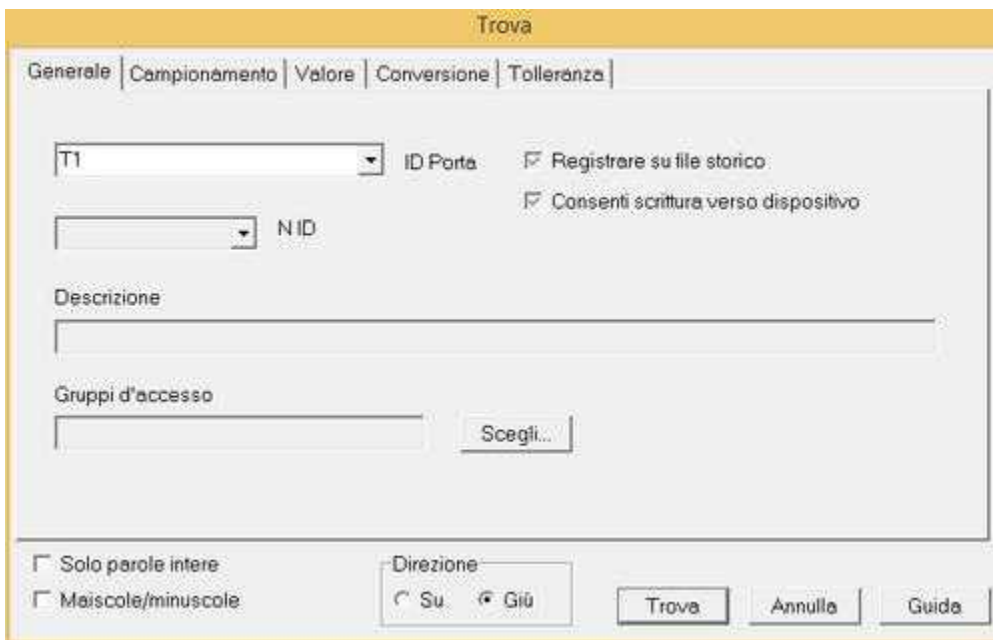 Trova
Generale Campionamento Valore Conversione Tolleranza
T1 ID Porta Registrare su file storico
Consenti scrittura verso dispositivo
N ID
Descrizione
Gruppi d'accesso
Scegli...
Solo parole intere Direzione
Maiscole/minuscole Su Giù Trova Annulla Guida